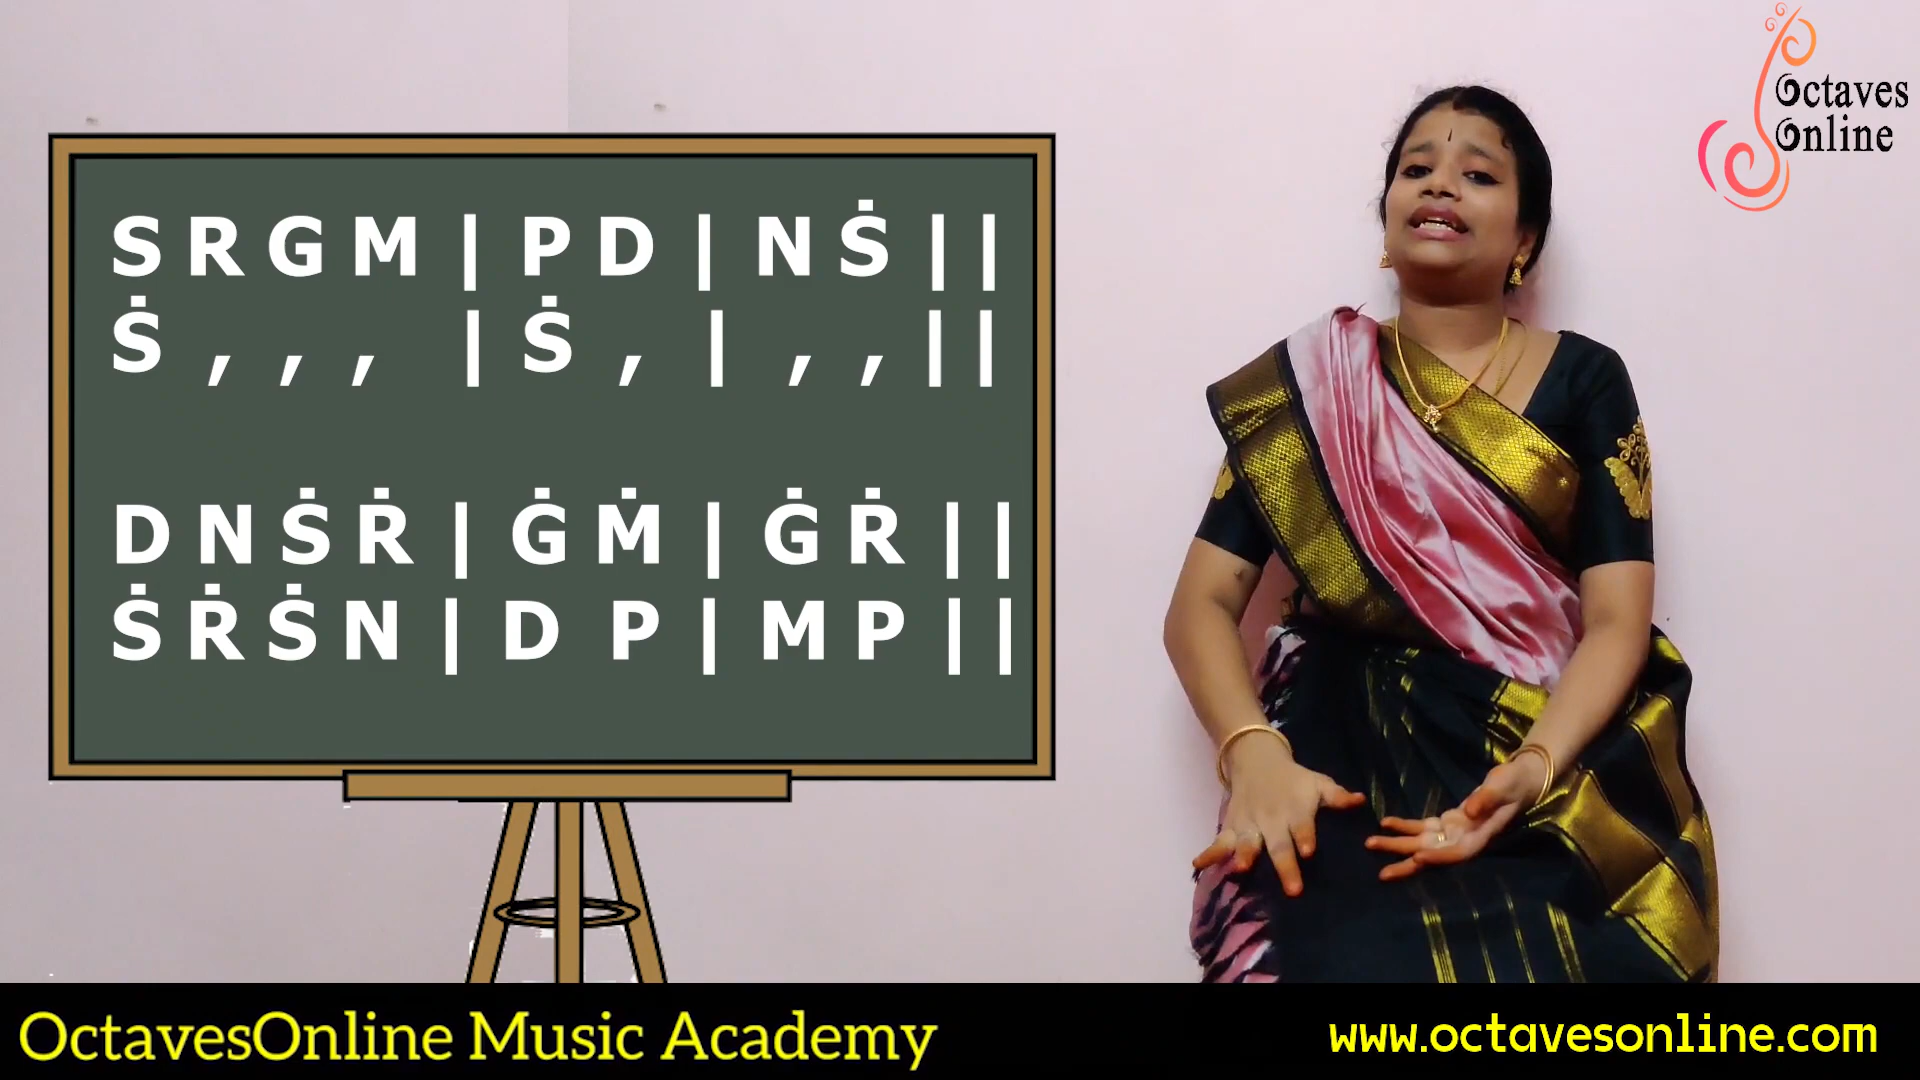 Octaves
Online
S R G M | P D | N Ṡ | |
Ṡ , , , | Ṡ , | , , | |
D N Ṡ Ṙ | Ġ Ṁ | Ġ Ṙ | |
Ṡ Ṙ Ṡ N | D P | M P | |
OctavesOnline Music Academy
www.octavesonline.com